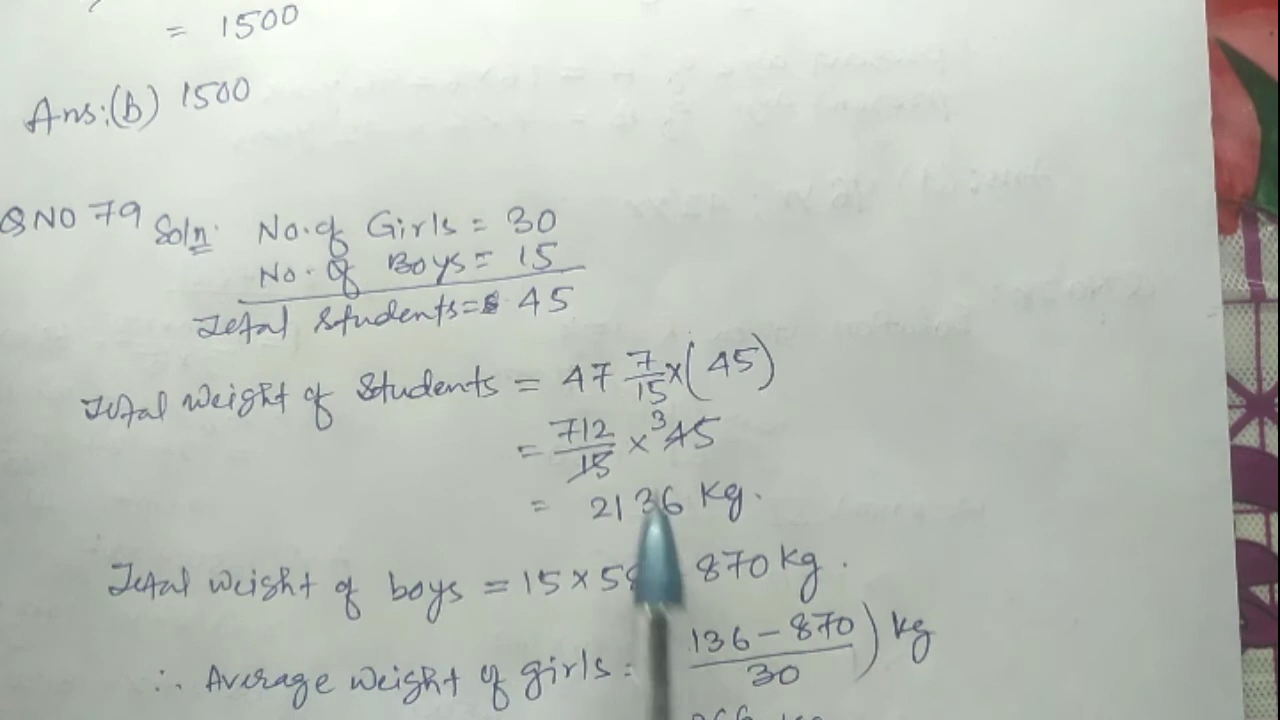 = 1500
Ans:(b) 1500
QNO 79 Soln. No. of Girls = 30
No. of Boys = 15
Total Students = 45
Total Weight of Students = 47 7/15 × (45)
= 712/15 × 3 45
= 2136 Kg.
Total weight of boys = 15 × 870 kg.
∴ Average weight of girls = 136 - 870 / 30 ) kg